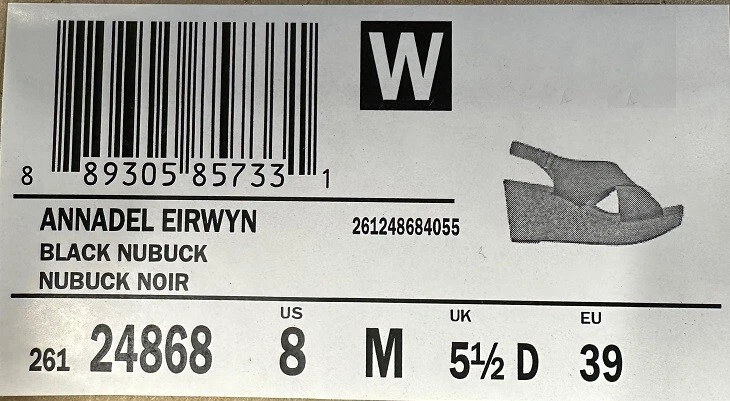 W
8 89305 85733 1
ANNADEL EIRWYN 261248684055
BLACK NUBUCK
NUBUCK NOIR
US UK EU
261 24868 8 M 5½ D 39